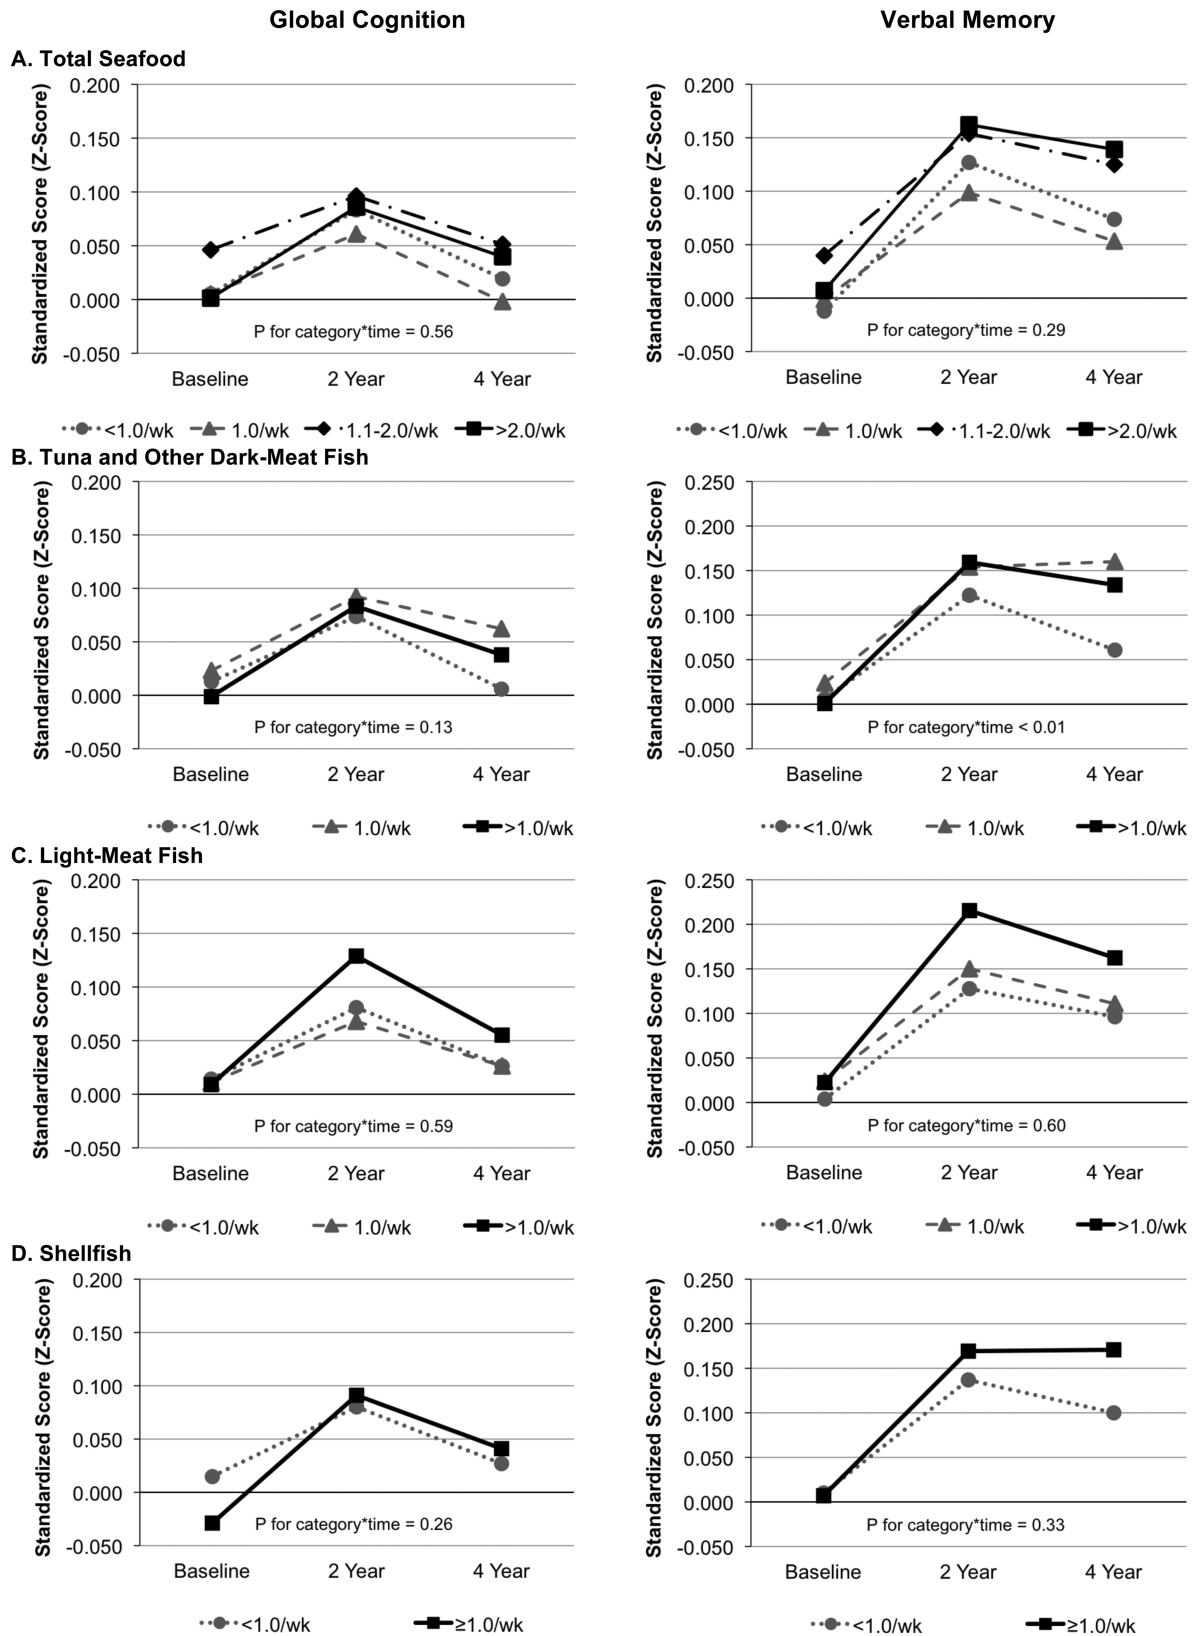 Global Cognition
Verbal Memory
A. Total Seafood
Standardized Score (Z-Score)
0.200
0.150
0.100
0.050
0.000
-0.050
P for category*time = 0.56
Baseline 2 Year 4 Year
<1.0/wk 1.0/wk 1.1-2.0/wk >2.0/wk
Standardized Score (Z-Score)
0.200
0.150
0.100
0.050
0.000
-0.050
P for category*time = 0.29
Baseline 2 Year 4 Year
<1.0/wk 1.0/wk 1.1-2.0/wk >2.0/wk
B. Tuna and Other Dark-Meat Fish
Standardized Score (Z-Score)
0.200
0.150
0.100
0.050
0.000
-0.050
P for category*time = 0.13
Baseline 2 Year 4 Year
<1.0/wk 1.0/wk >1.0/wk
Standardized Score (Z-Score)
0.250
0.200
0.150
0.100
0.050
0.000
-0.050
P for category*time < 0.01
Baseline 2 Year 4 Year
<1.0/wk 1.0/wk >1.0/wk
C. Light-Meat Fish
Standardized Score (Z-Score)
0.200
0.150
0.100
0.050
0.000
-0.050
P for category*time = 0.59
Baseline 2 Year 4 Year
<1.0/wk 1.0/wk >1.0/wk
Standardized Score (Z-Score)
0.250
0.200
0.150
0.100
0.050
0.000
-0.050
P for category*time = 0.60
Baseline 2 Year 4 Year
<1.0/wk 1.0/wk >1.0/wk
D. Shellfish
Standardized Score (Z-Score)
0.200
0.150
0.100
0.050
0.000
-0.050
P for category*time = 0.26
Baseline 2 Year 4 Year
<1.0/wk ≥1.0/wk
Standardized Score (Z-Score)
0.250
0.200
0.150
0.100
0.050
0.000
-0.050
P for category*time = 0.33
Baseline 2 Year 4 Year
<1.0/wk ≥1.0/wk